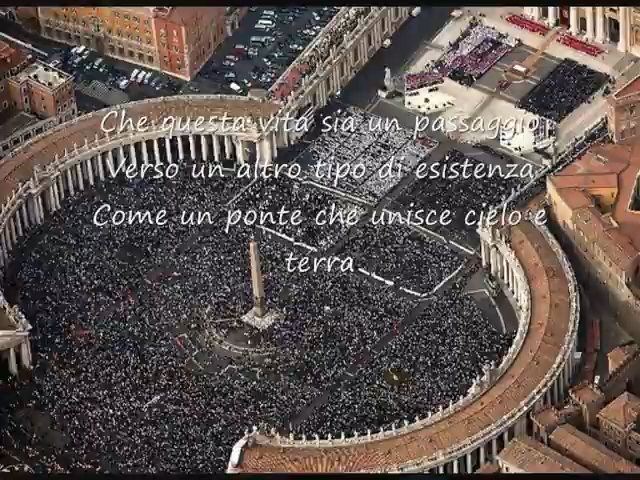 Che questa vita sia un passaggio
Verso un altro tipo di esistenza
Come un ponte che unisce cielo e
terra